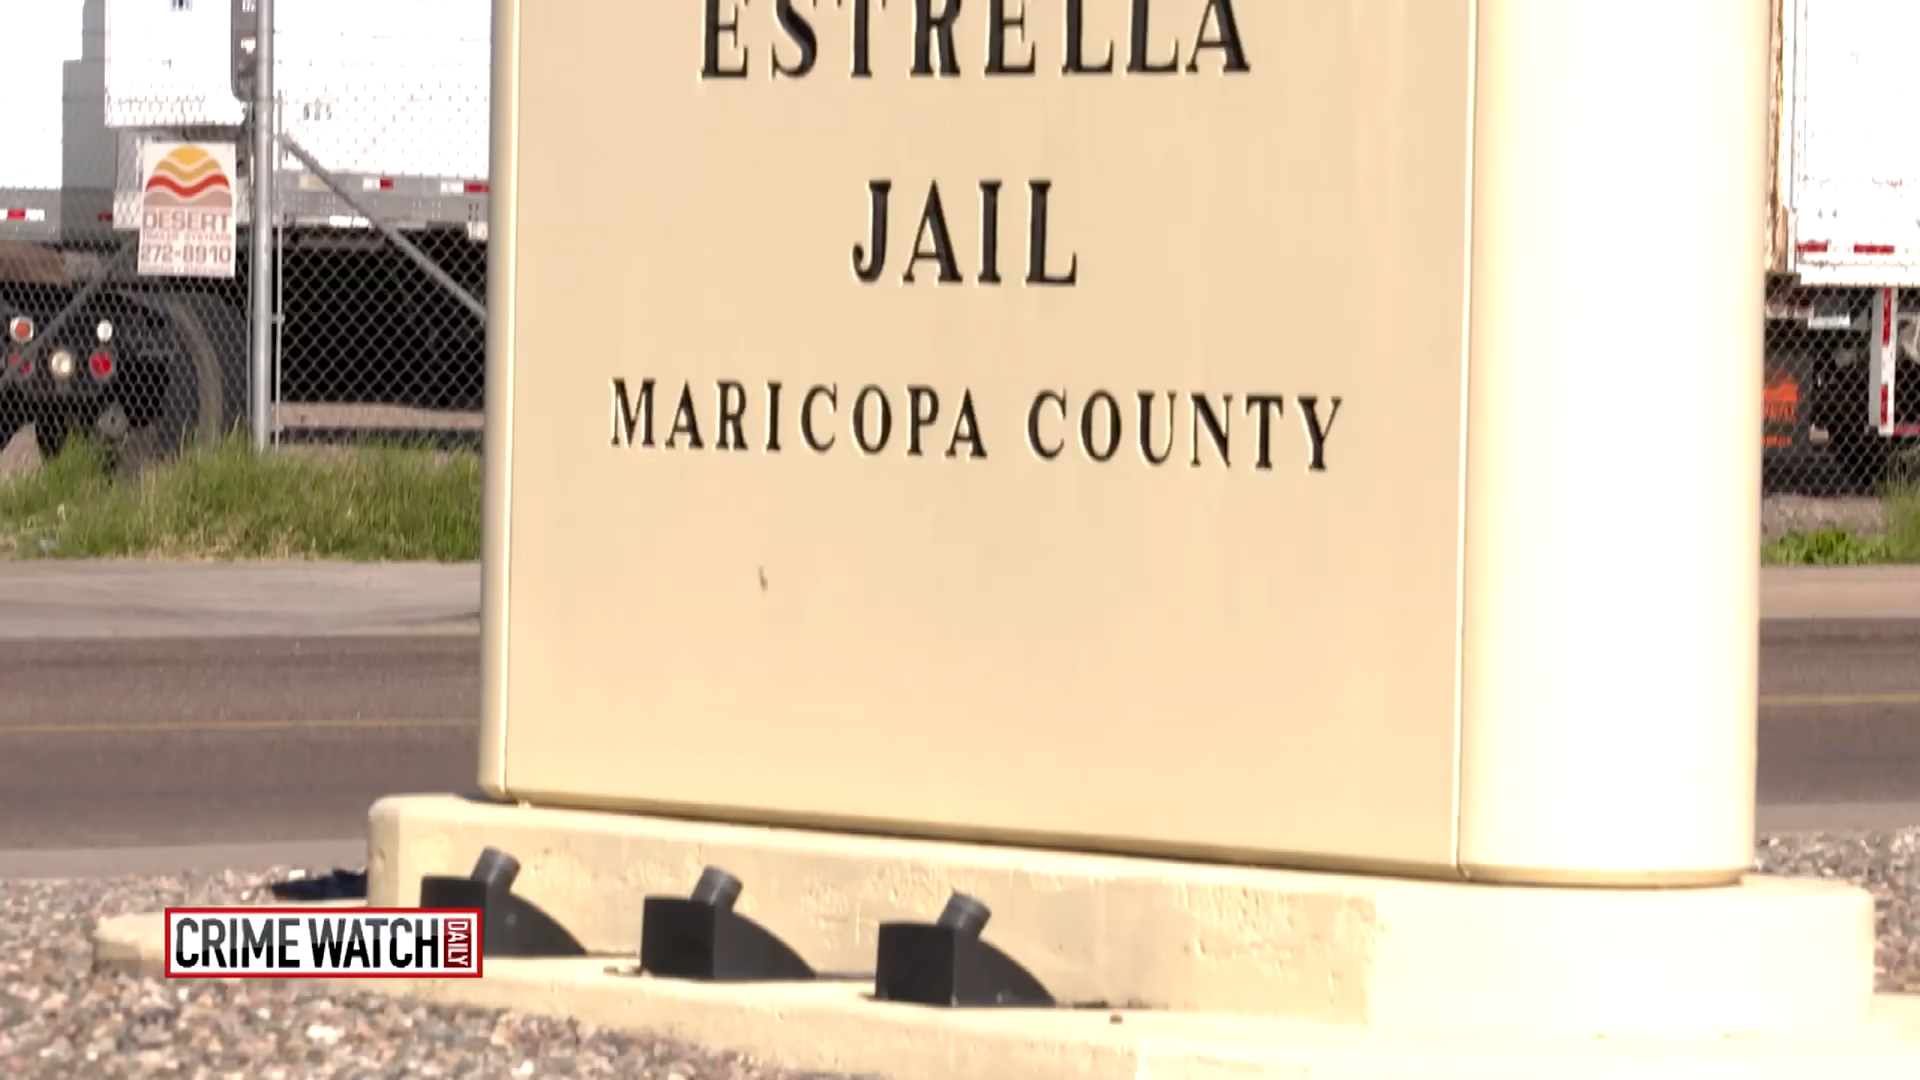 ESTRELLA
JAIL
MARICOPA COUNTY
DESERT
272-8910
CRIME WATCH DAILY